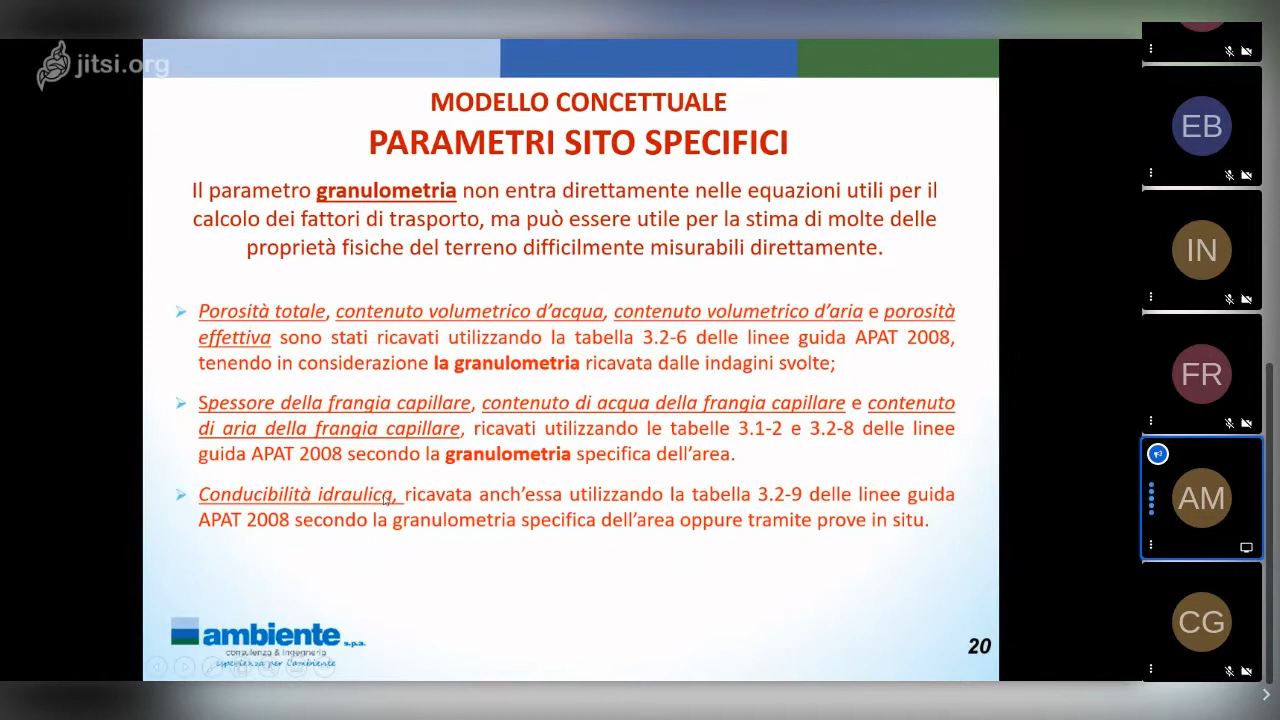 jitsi.org
MODELLO CONCETTUALE
PARAMETRI SITO SPECIFICI
Il parametro granulometria non entra direttamente nelle equazioni utili per il
calcolo dei fattori di trasporto, ma può essere utile per la stima di molte delle
proprietà fisiche del terreno difficilmente misurabili direttamente.
Porosità totale, contenuto volumetrico d'acqua, contenuto volumetrico d'aria e porosità
effettiva sono stati ricavati utilizzando la tabella 3.2-6 delle linee guida APAT 2008,
tenendo in considerazione la granulometria ricavata dalle indagini svolte;
Spessore della frangia capillare, contenuto di acqua della frangia capillare e contenuto
di aria della frangia capillare, ricavati utilizzando le tabelle 3.1-2 e 3.2-8 delle linee
guida APAT 2008 secondo la granulometria specifica dell'area.
Conducibilità idraulica, ricavata anch'essa utilizzando la tabella 3.2-9 delle linee guida
APAT 2008 secondo la granulometria specifica dell'area oppure tramite prove in situ.
ambiente s.p.a.
consulenza & ingegneria
esperienza per l'ambiente
20
EB
IN
FR
AM
CG